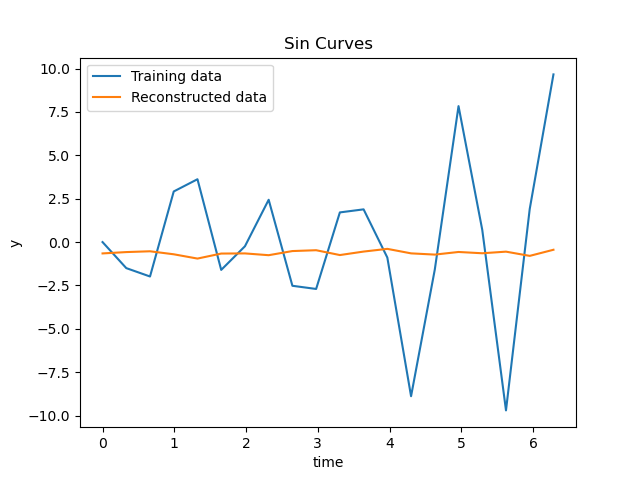 Sin Curves
Training data
Reconstructed data
10.0
7.5
5.0
2.5
0.0
−2.5
−5.0
−7.5
−10.0
y
0 1 2 3 4 5 6
time